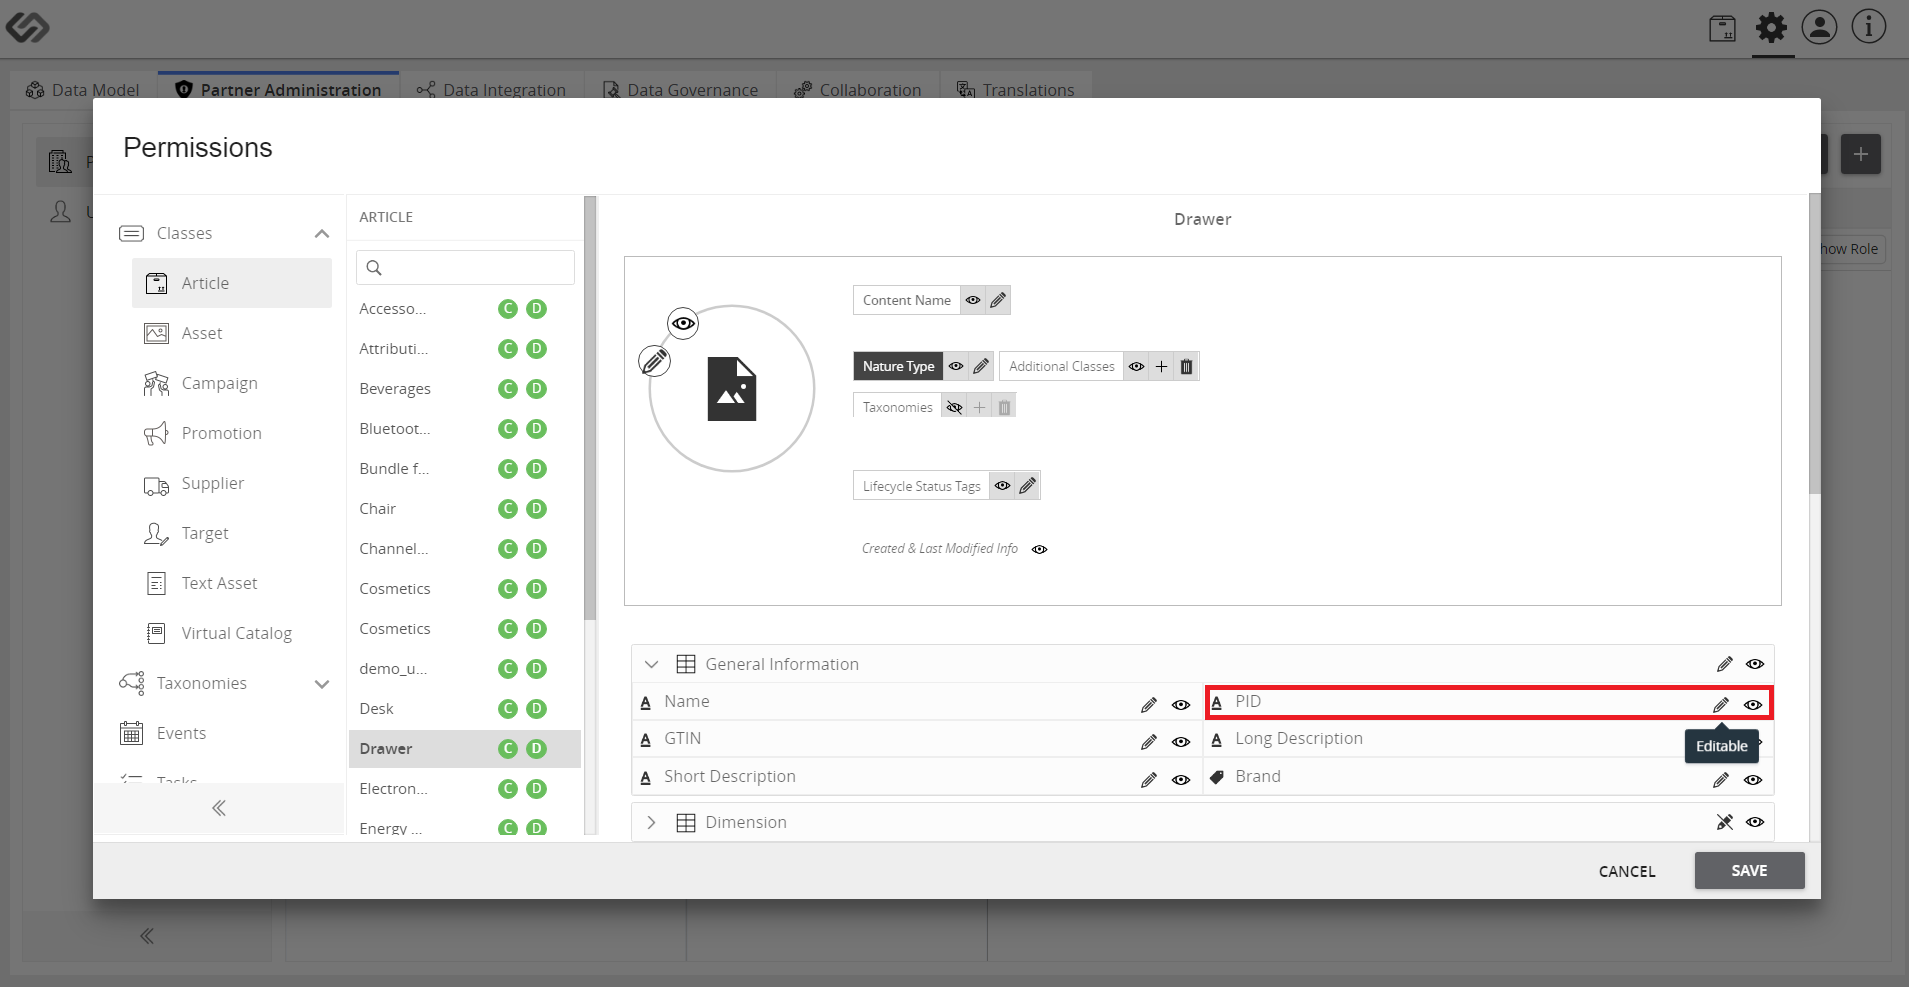 Data Model
Partner Administration
Data Integration
Data Governance
Collaboration
Translations
Permissions
P
U
how Role
Classes
Article
Asset
Campaign
Promotion
Supplier
Target
Text Asset
Virtual Catalog
Taxonomies
Events
Tasks
ARTICLE
Accesso... C D
Attributi... C D
Beverages C D
Bluetoot... C D
Bundle f... C D
Chair C D
Channel... C D
Cosmetics C D
Cosmetics C D
demo_u... C D
Desk C D
Drawer C D
Electron... C D
Energy ... C D
Drawer
Content Name
Nature Type
Additional Classes
Taxonomies
Lifecycle Status Tags
Created & Last Modified Info
General Information
A Name
A PID
A GTIN
A Long Description
Editable
A Short Description
Brand
Dimension
CANCEL
SAVE